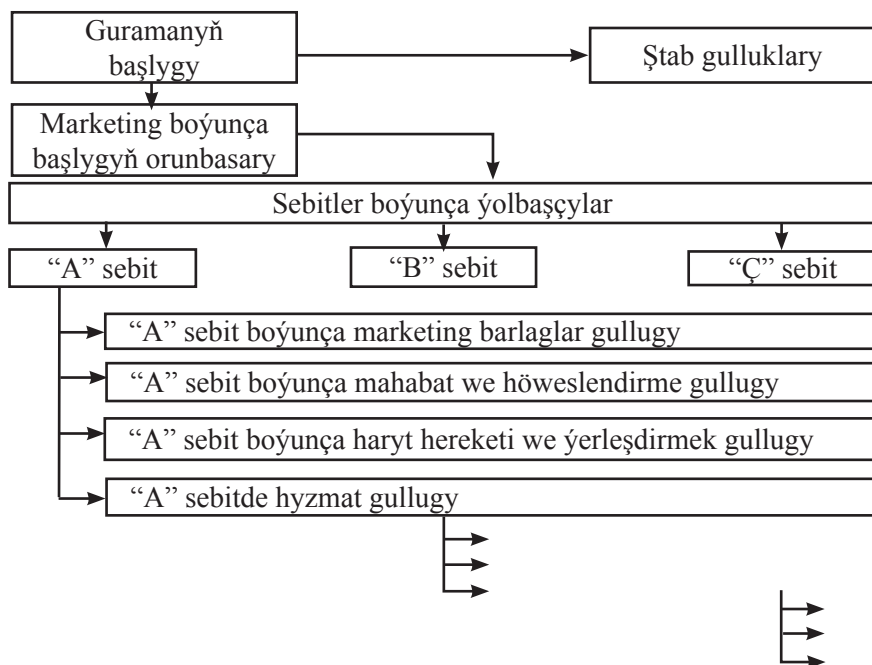 Guramanyň
başlygy
Ştab gulluklary
Marketing boýunça
başlygyň orunbasary
Sebitler boýunça ýolbaşçylar
“A” sebit
“B” sebit
“Ç” sebit
“A” sebit boýunça marketing barlaglar gullugy
“A” sebit boýunça mahabat we höweslendirme gullugy
“A” sebit boýunça haryt hereketi we ýerleşdirmek gullugy
“A” sebitde hyzmat gullugy